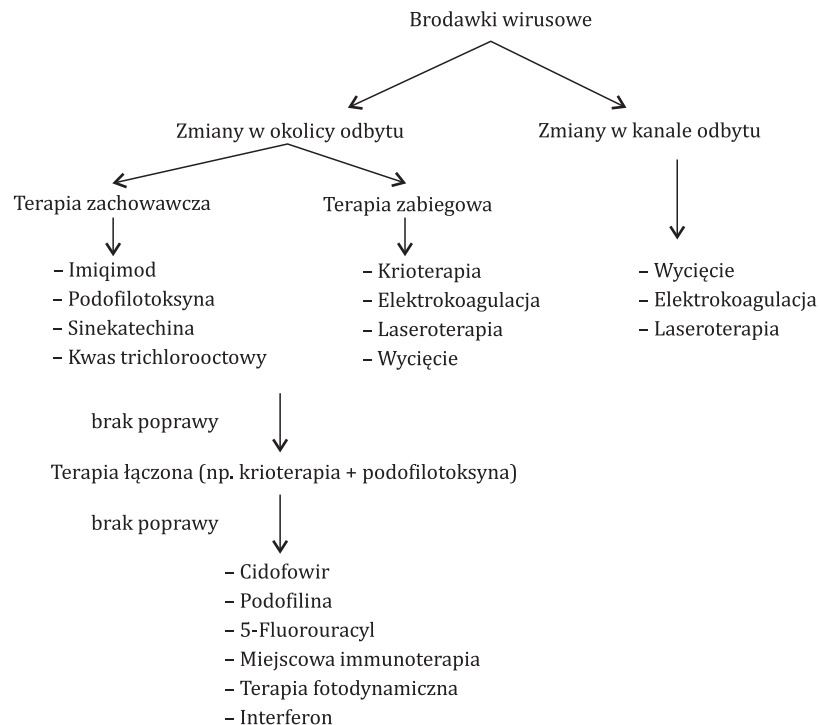 Brodawki wirusowe
Zmiany w okolicy odbytu
Zmiany w kanale odbytu
Terapia zachowawcza
Terapia zabiegowa
– Imiqimod
– Podofilotoksyna
– Sinekatechina
– Kwas trichlorooctowy
– Krioterapia
– Elektrokoagulacja
– Laseroterapia
– Wycięcie
– Wycięcie
– Elektrokoagulacja
– Laseroterapia
brak poprawy
Terapia łączona (np. krioterapia + podofilotoksyna)
brak poprawy
– Cidofowir
– Podofilina
– 5-Fluorouracyl
– Miejscowa immunoterapia
– Terapia fotodynamiczna
– Interferon